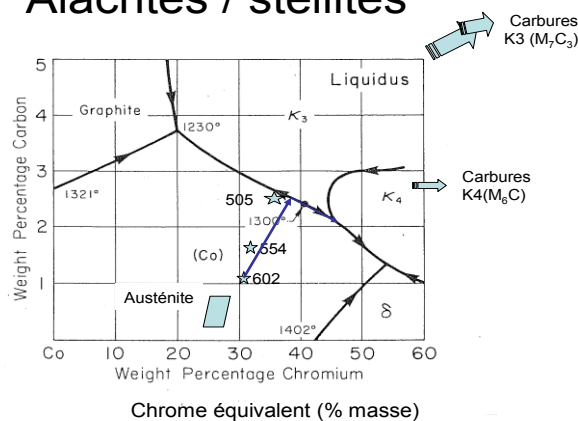 Alacrites / stellites
Carbures
K3 (M₇C₃)
5
Liquidus
4
Graphite
K₃
1230°
3
1321°
505
K₄
Carbures
K4(M₆C)
1300°
2
(Co)
554
1
602
Austénite
1402°
δ
Weight Percentage Carbon
Co 10 20 30 40 50 60
Weight Percentage Chromium
Chrome équivalent (% masse)